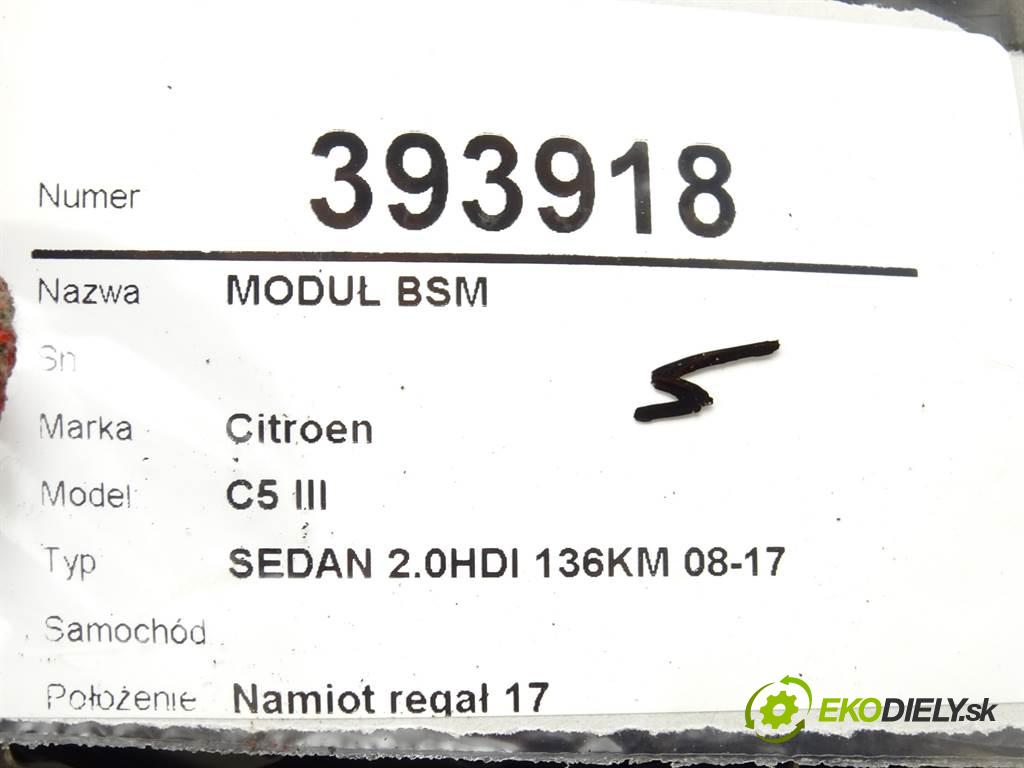 Numer 393918
Nazwa MODUŁ BSM
Sn
Marka Citroen
Model C5 III
Typ SEDAN 2.0HDI 136KM 08-17
Samochód
Położenie Namiot regał 17
EKODIELY.sk